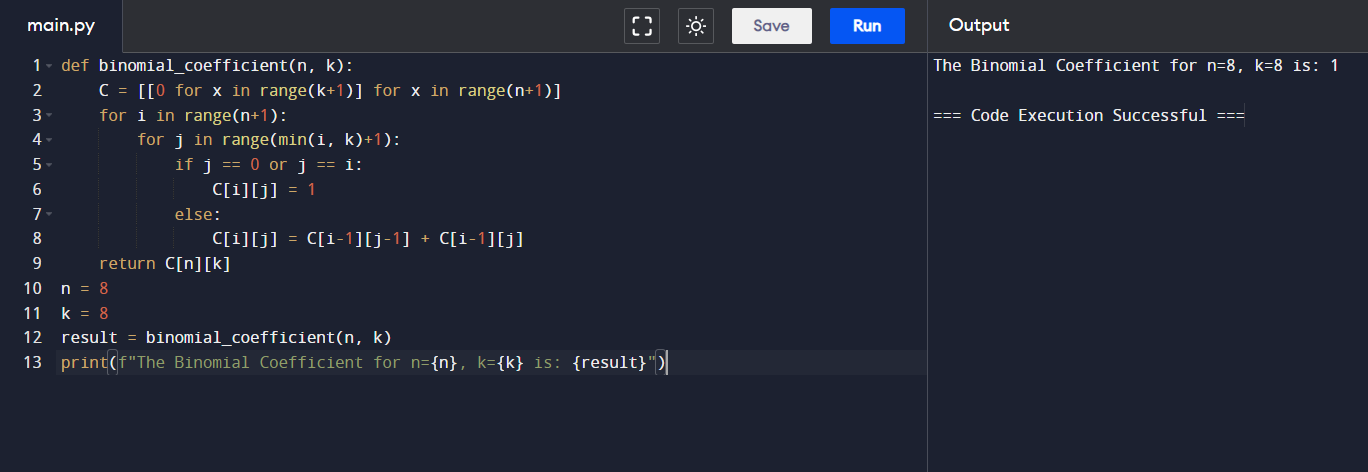 main.py Save Run Output
1 def binomial_coefficient(n, k):
2     C = [[0 for x in range(k+1)] for x in range(n+1)]
3     for i in range(n+1):
4         for j in range(min(i, k)+1):
5             if j == 0 or j == i:
6                 C[i][j] = 1
7             else:
8                 C[i][j] = C[i-1][j-1] + C[i-1][j]
9     return C[n][k]
10 n = 8
11 k = 8
12 result = binomial_coefficient(n, k)
13 print(f"The Binomial Coefficient for n={n}, k={k} is: {result}")
The Binomial Coefficient for n=8, k=8 is: 1
=== Code Execution Successful ===